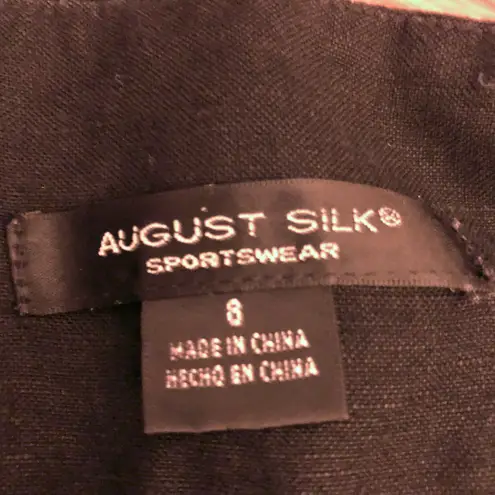 AUGUST SILK®
SPORTSWEAR
8
MADE IN CHINA
HECHO EN CHINA